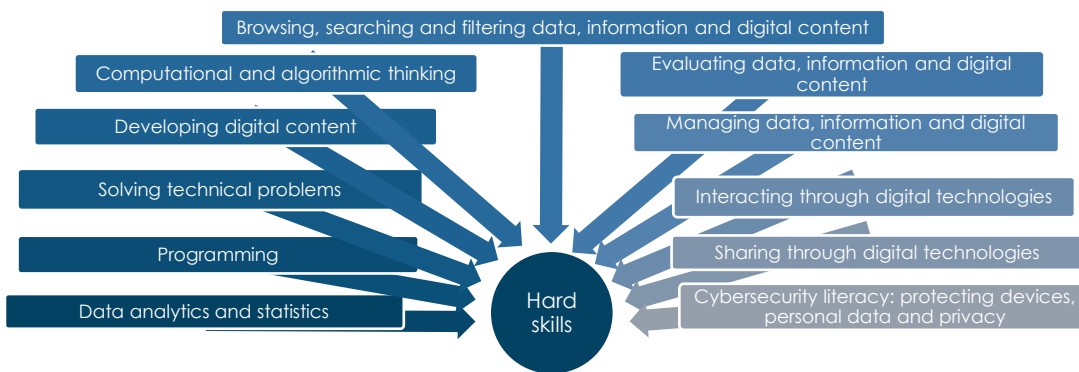 Browsing, searching and filtering data, information and digital content
Computational and algorithmic thinking
Evaluating data, information and digital
content
Developing digital content
Managing data, information and digital
content
Solving technical problems
Interacting through digital technologies
Programming
Sharing through digital technologies
Data analytics and statistics
Cybersecurity literacy: protecting devices,
personal data and privacy
Hard
skills